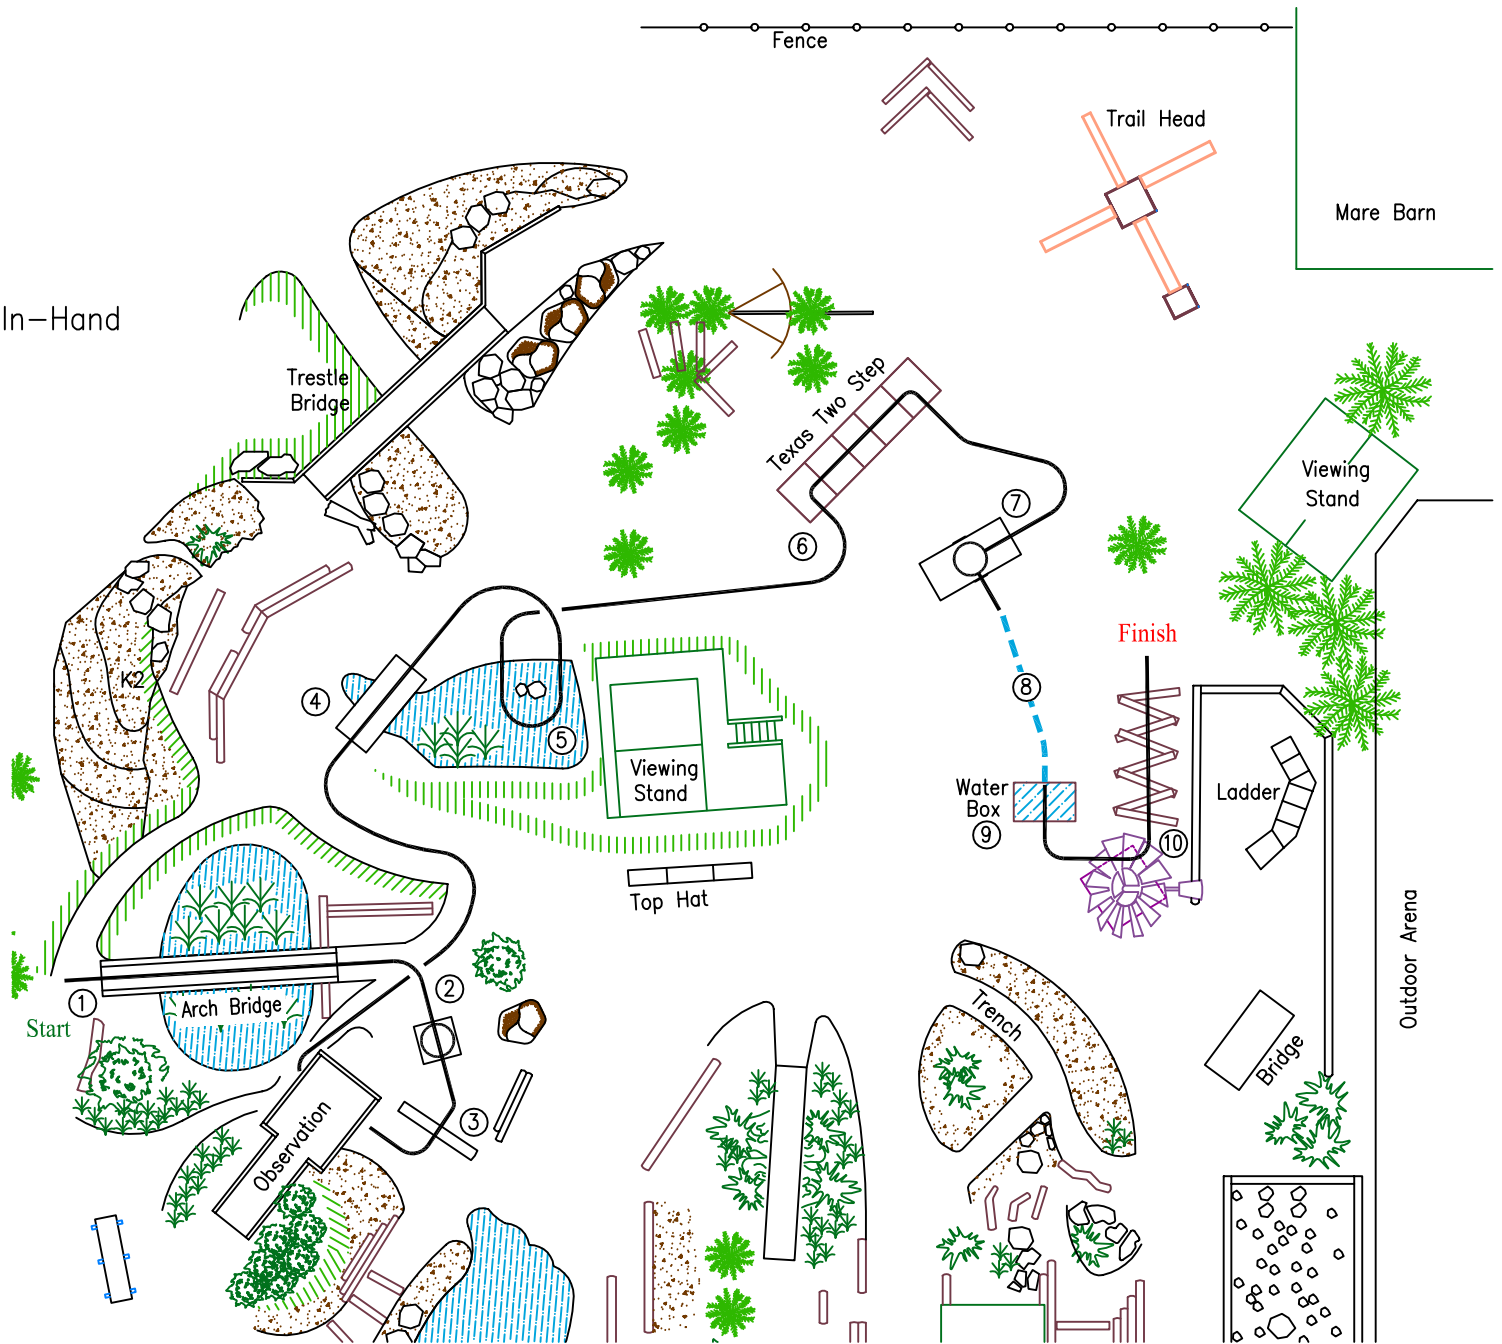 Fence
Trail Head
Mare Barn
In-Hand
Trestle
Bridge
Texas Two Step
Viewing
Stand
7
6
Finish
K2
8
4
5
Viewing
Stand
Water
Box
9
Ladder
10
Top Hat
Outdoor Arena
1
2
Arch Bridge
Start
Trench
Bridge
3
Observation